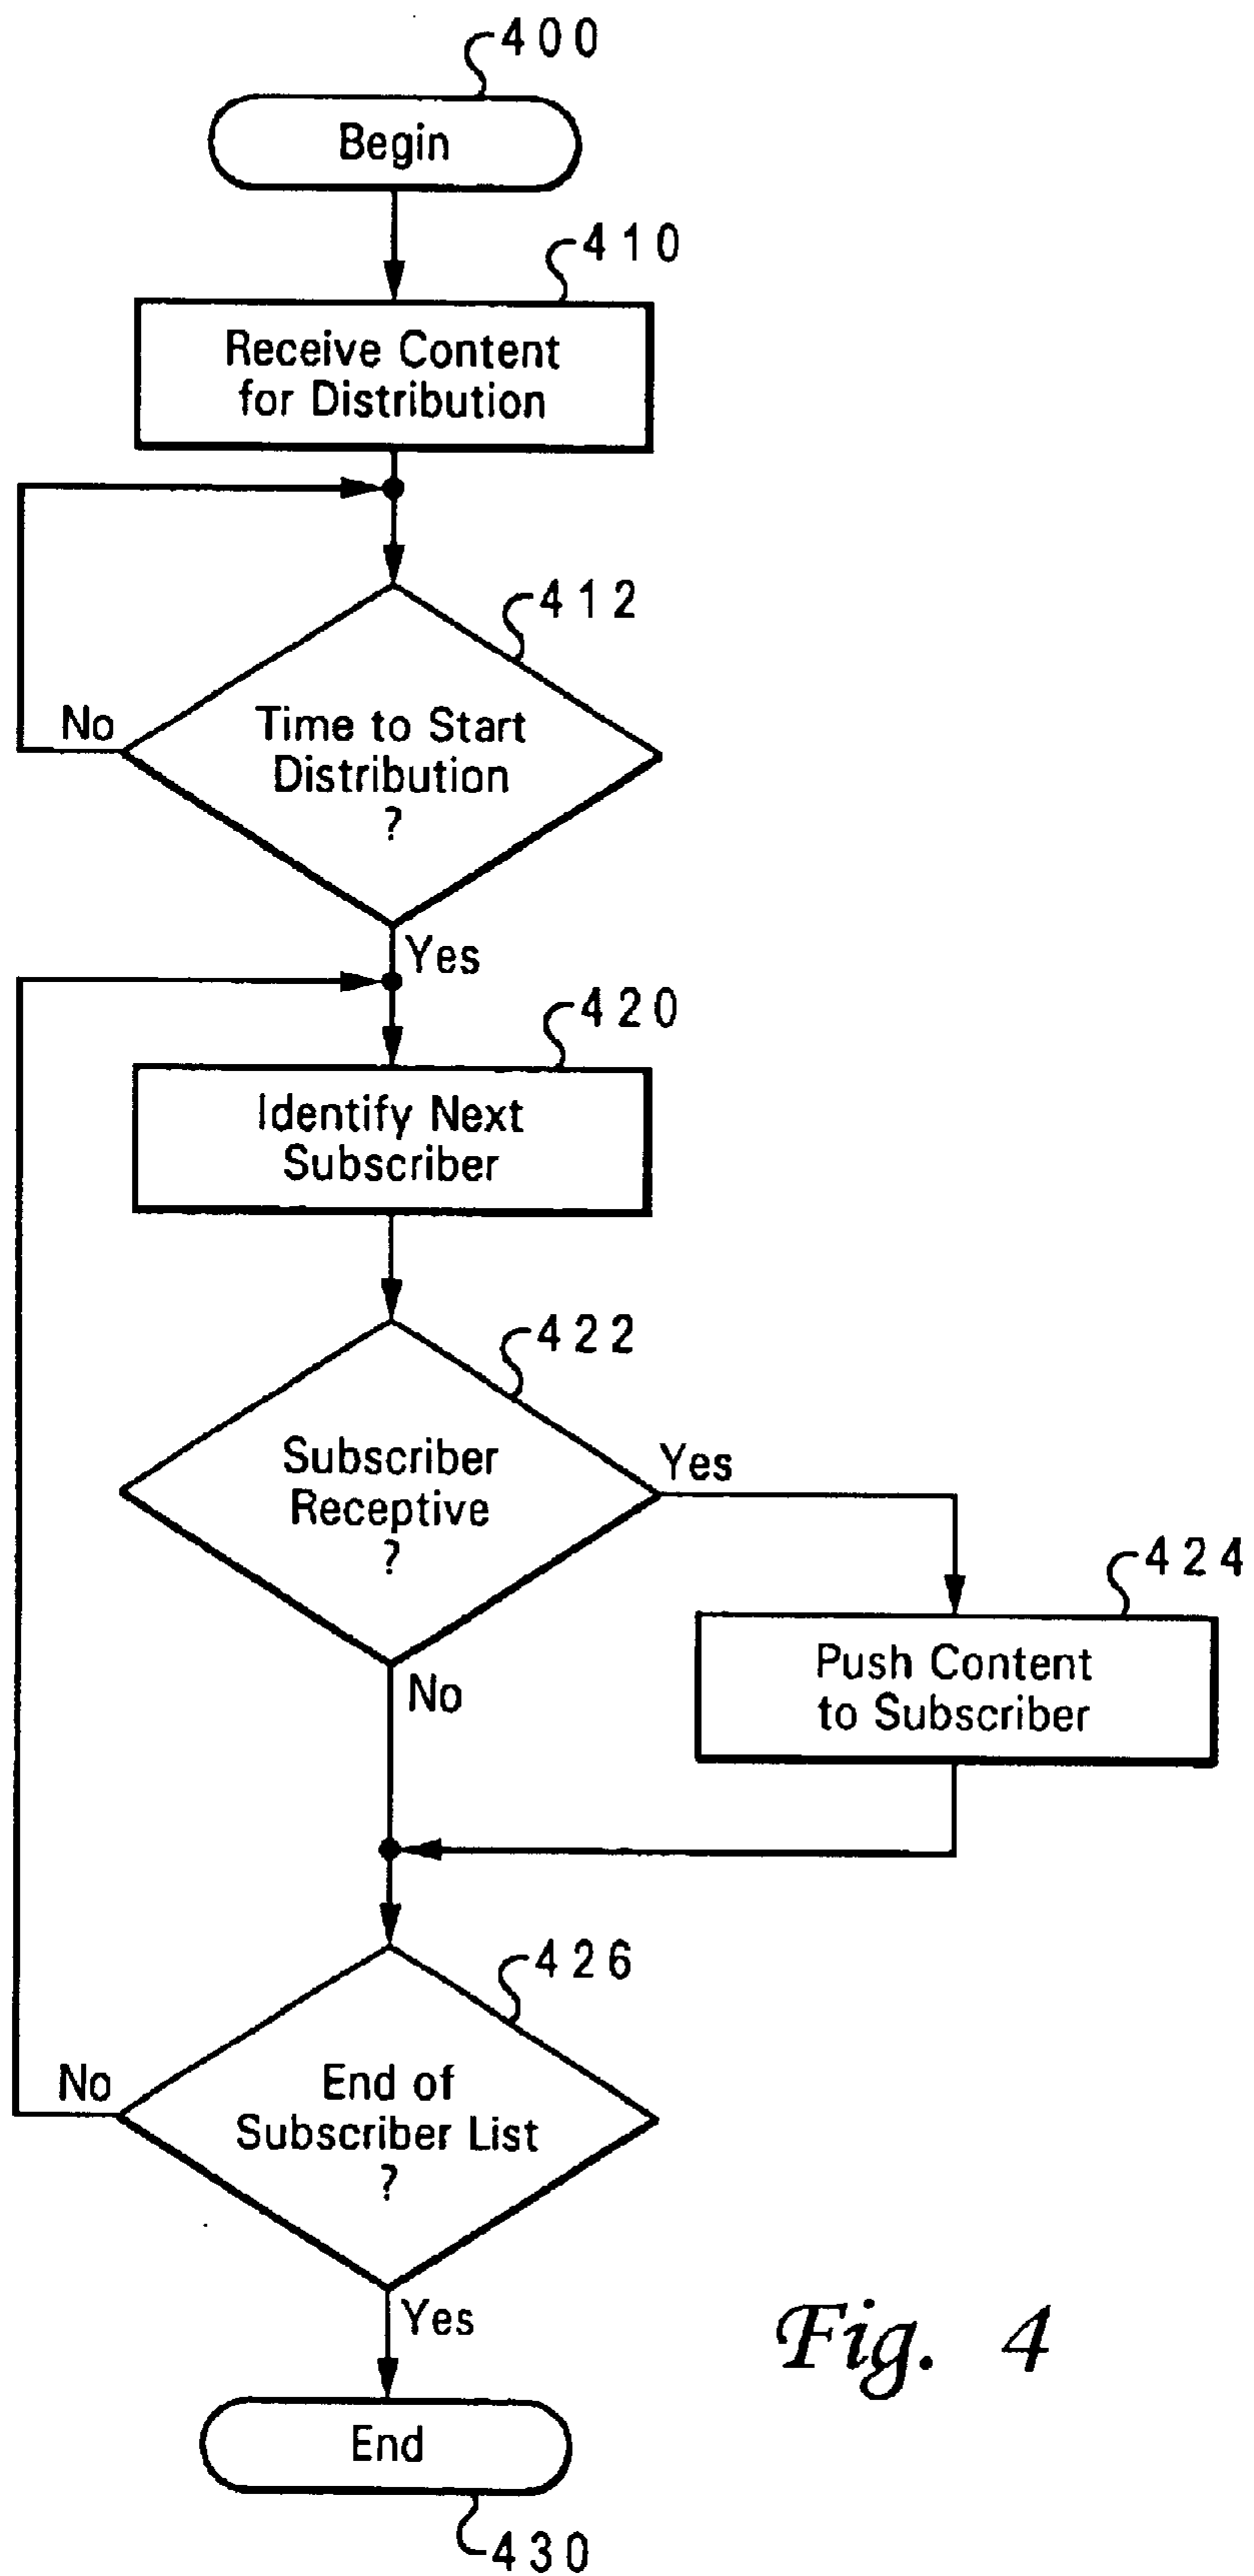 400
Begin
410
Receive Content
for Distribution
412
No
Time to Start
Distribution
?
Yes
420
Identify Next
Subscriber
422
Subscriber
Receptive
?
Yes
424
Push Content
to Subscriber
No
426
No
End of
Subscriber List
?
Yes
Fig. 4
End
430